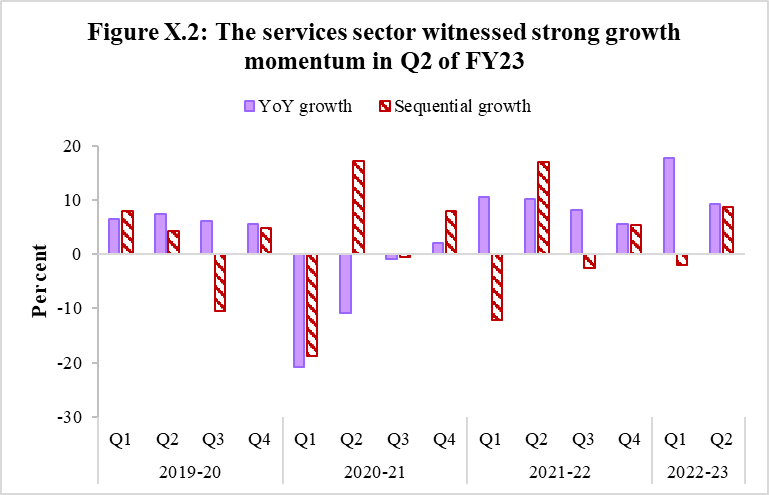 Figure X.2: The services sector witnessed strong growth
momentum in Q2 of FY23
YoY growth Sequential growth
20
10
0
-10
-20
-30
Percent
Q1 Q2 Q3 Q4 Q1 Q2 Q3 Q4 Q1 Q2 Q3 Q4 Q1 Q2
2019-20 2020-21 2021-22 2022-23